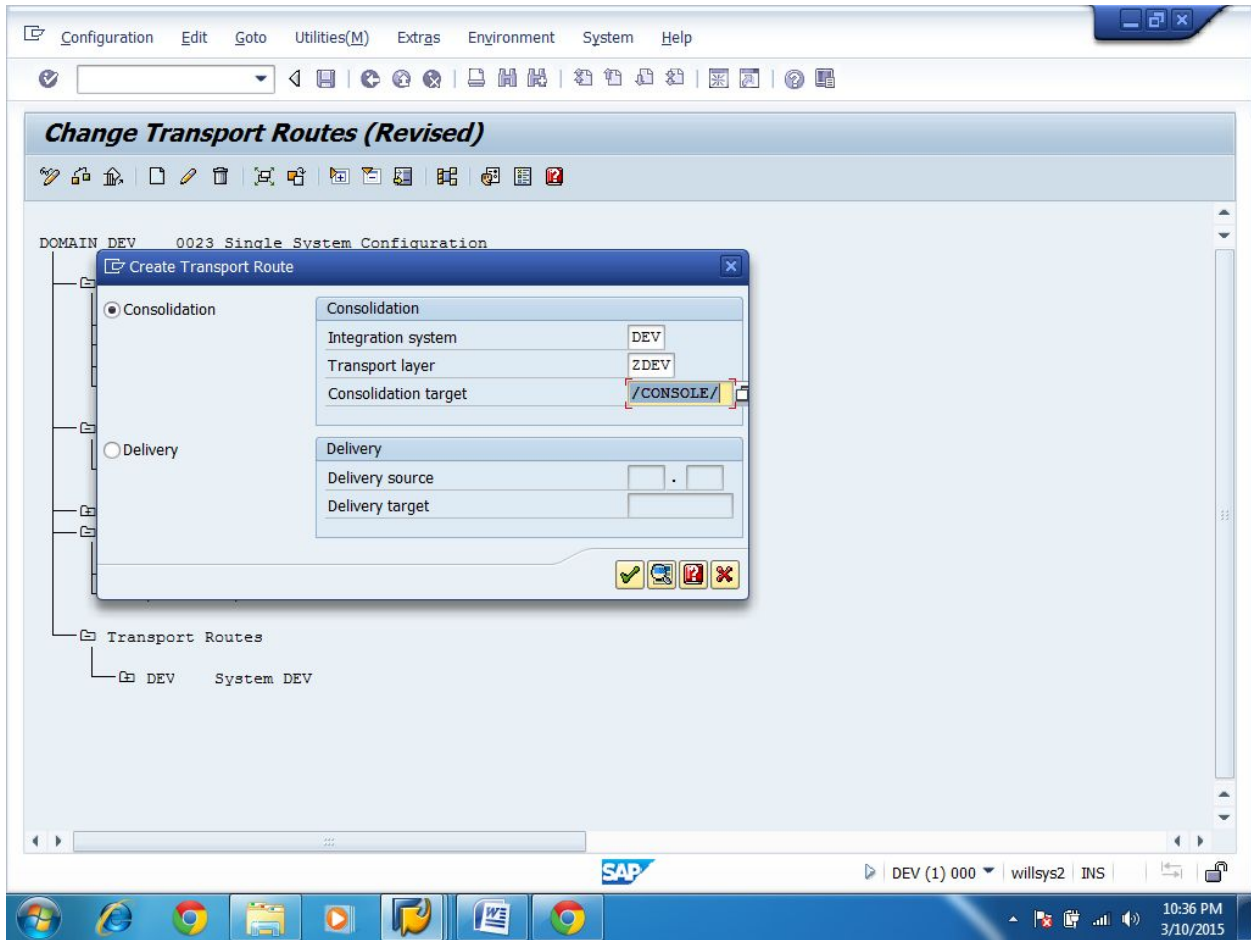 Configuration Edit Goto Utilities(M) Extras Environment System Help
Change Transport Routes (Revised)
DOMAIN_DEV 0023 Single System Configuration
Create Transport Route
Consolidation
Consolidation
Integration system DEV
Transport layer ZDEV
Consolidation target /CONSOLE/
Delivery
Delivery
Delivery source .
Delivery target
Transport Routes
DEV System DEV
SAP
DEV (1) 000 willsys2 INS
10:36 PM
3/10/2015